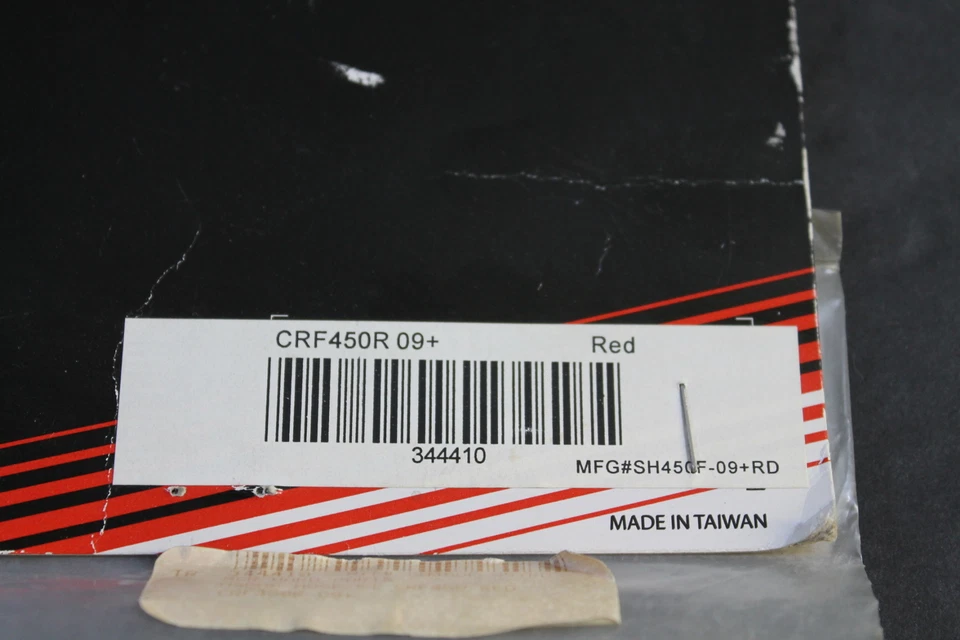 CRF450R 09+ Red
344410
MFG#SH450F-09+RD
MADE IN TAIWAN